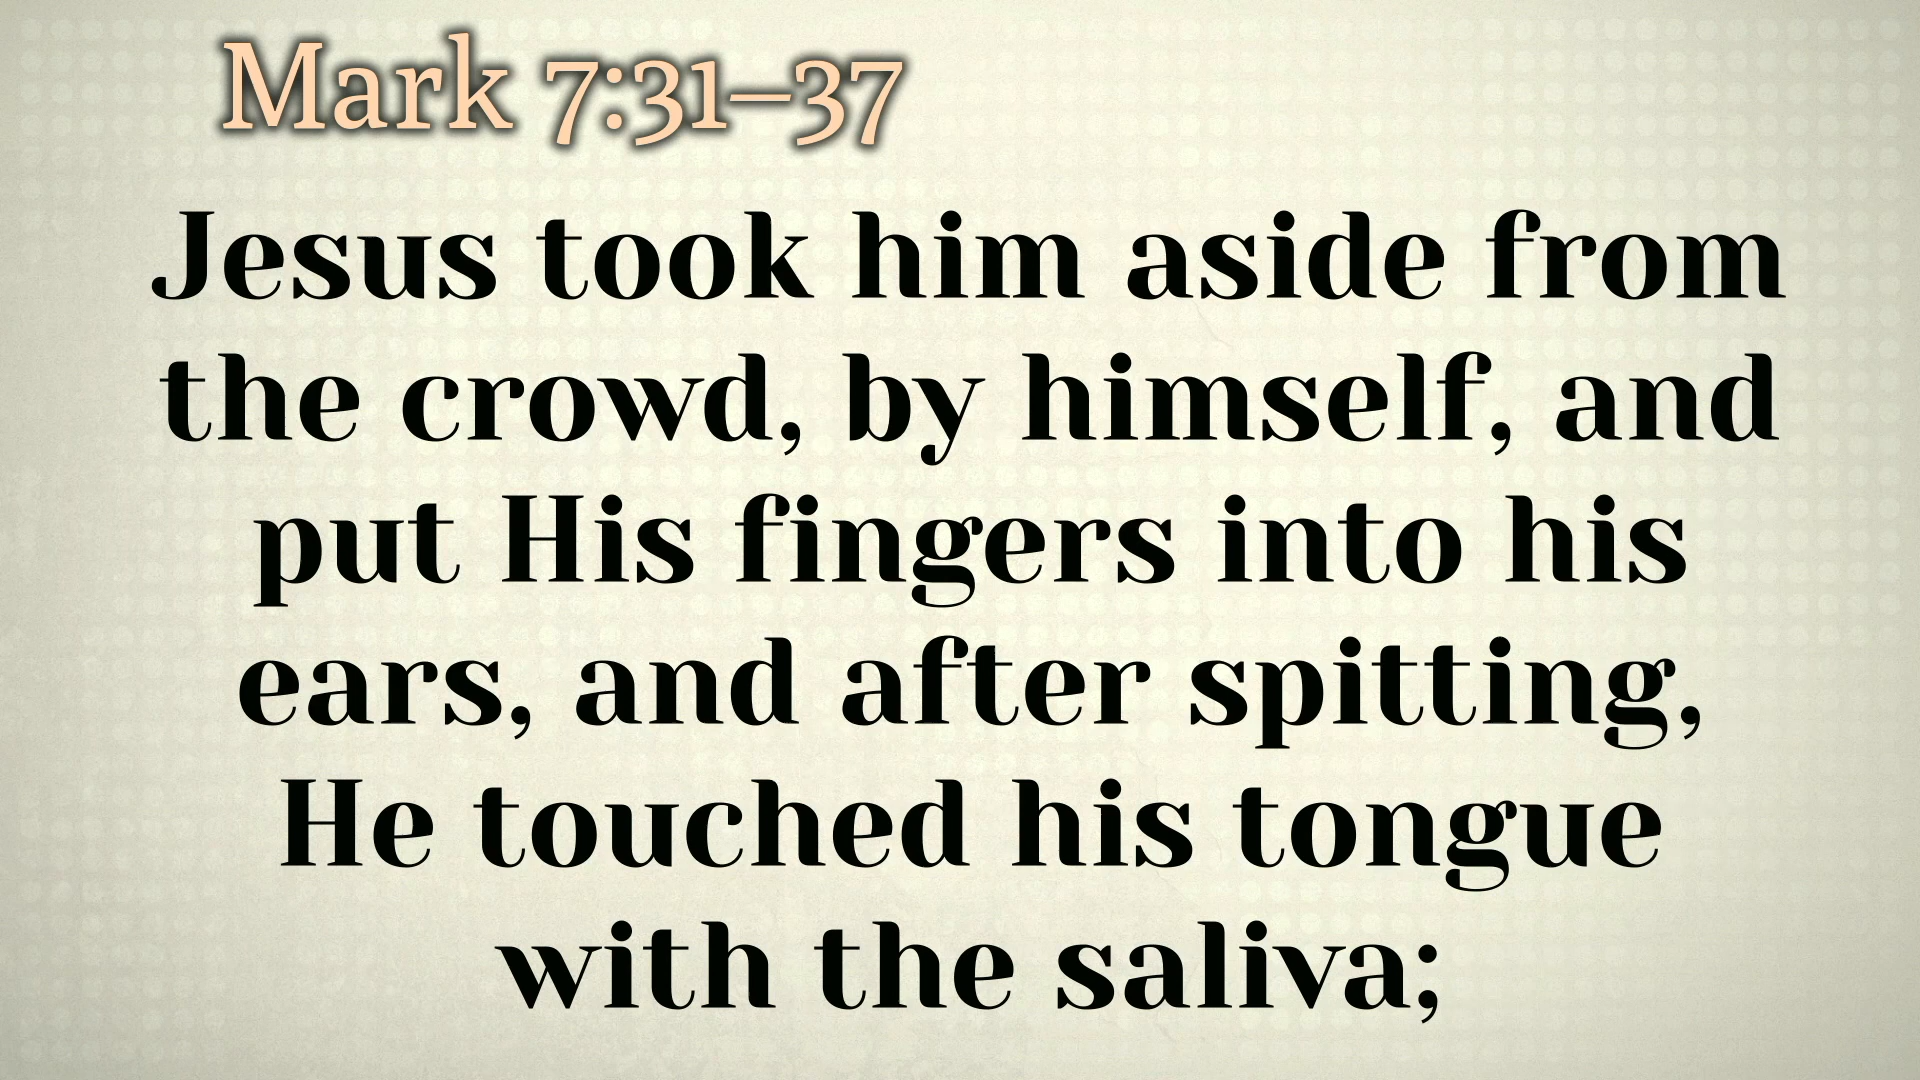 Mark 7:31–37
Jesus took him aside from
the crowd, by himself, and
put His fingers into his
ears, and after spitting,
He touched his tongue
with the saliva;